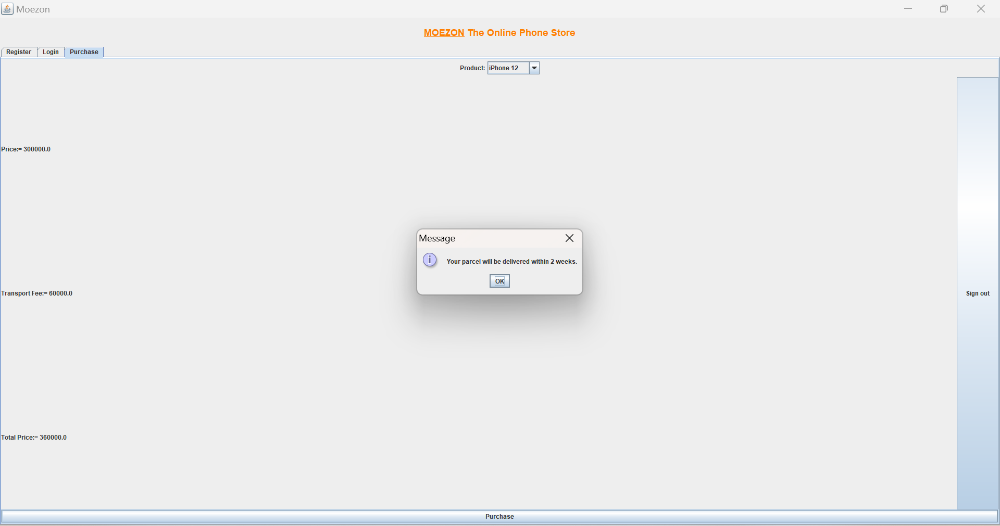 Moezon
MOEZON The Online Phone Store
Register Login Purchase
Product: iPhone 12
Price:= 300000.0
Message
i Your parcel will be delivered within 2 weeks.
OK
Transport Fee:= 60000.0
Sign out
Total Price:= 360000.0
Purchase